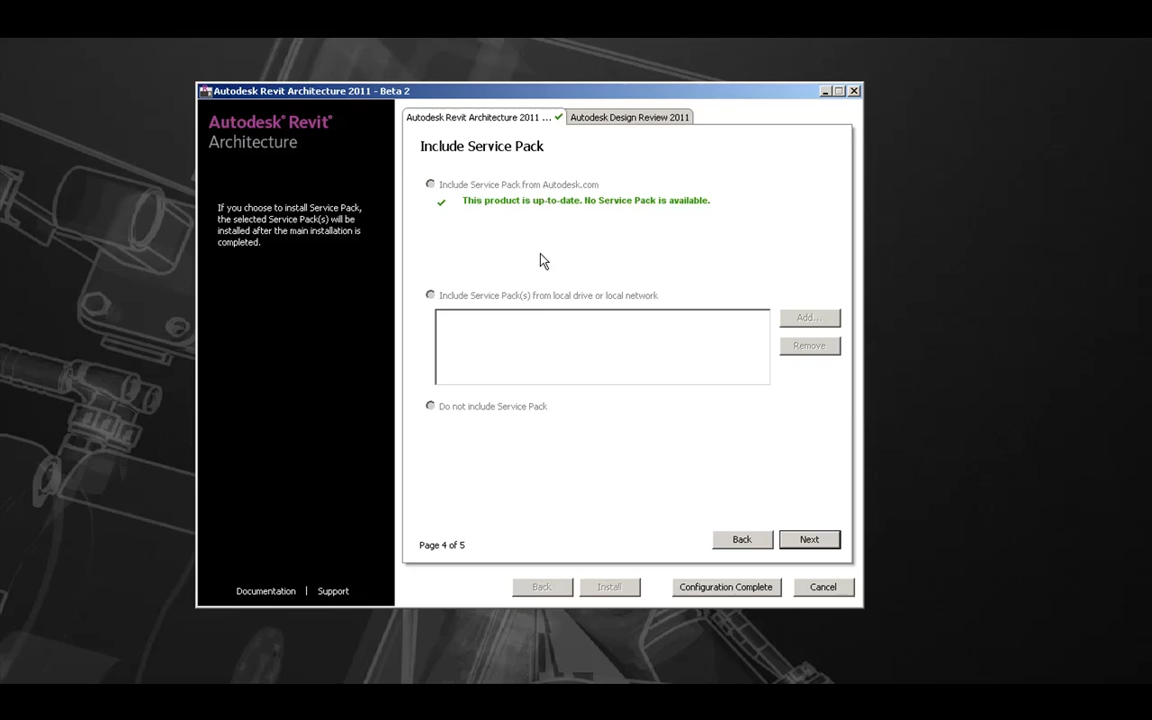 Autodesk Revit Architecture 2011 - Beta 2
Autodesk® Revit®
Architecture
If you choose to install Service Pack,
the selected Service Pack(s) will be
installed after the main installation is
completed.
Documentation | Support
Autodesk Revit Architecture 2011 ...
Autodesk Design Review 2011
Include Service Pack
Include Service Pack from Autodesk.com
This product is up-to-date. No Service Pack is available.
Include Service Pack(s) from local drive or local network
Add...
Remove
Do not include Service Pack
Page 4 of 5
Back
Next
Back
Install
Configuration Complete
Cancel